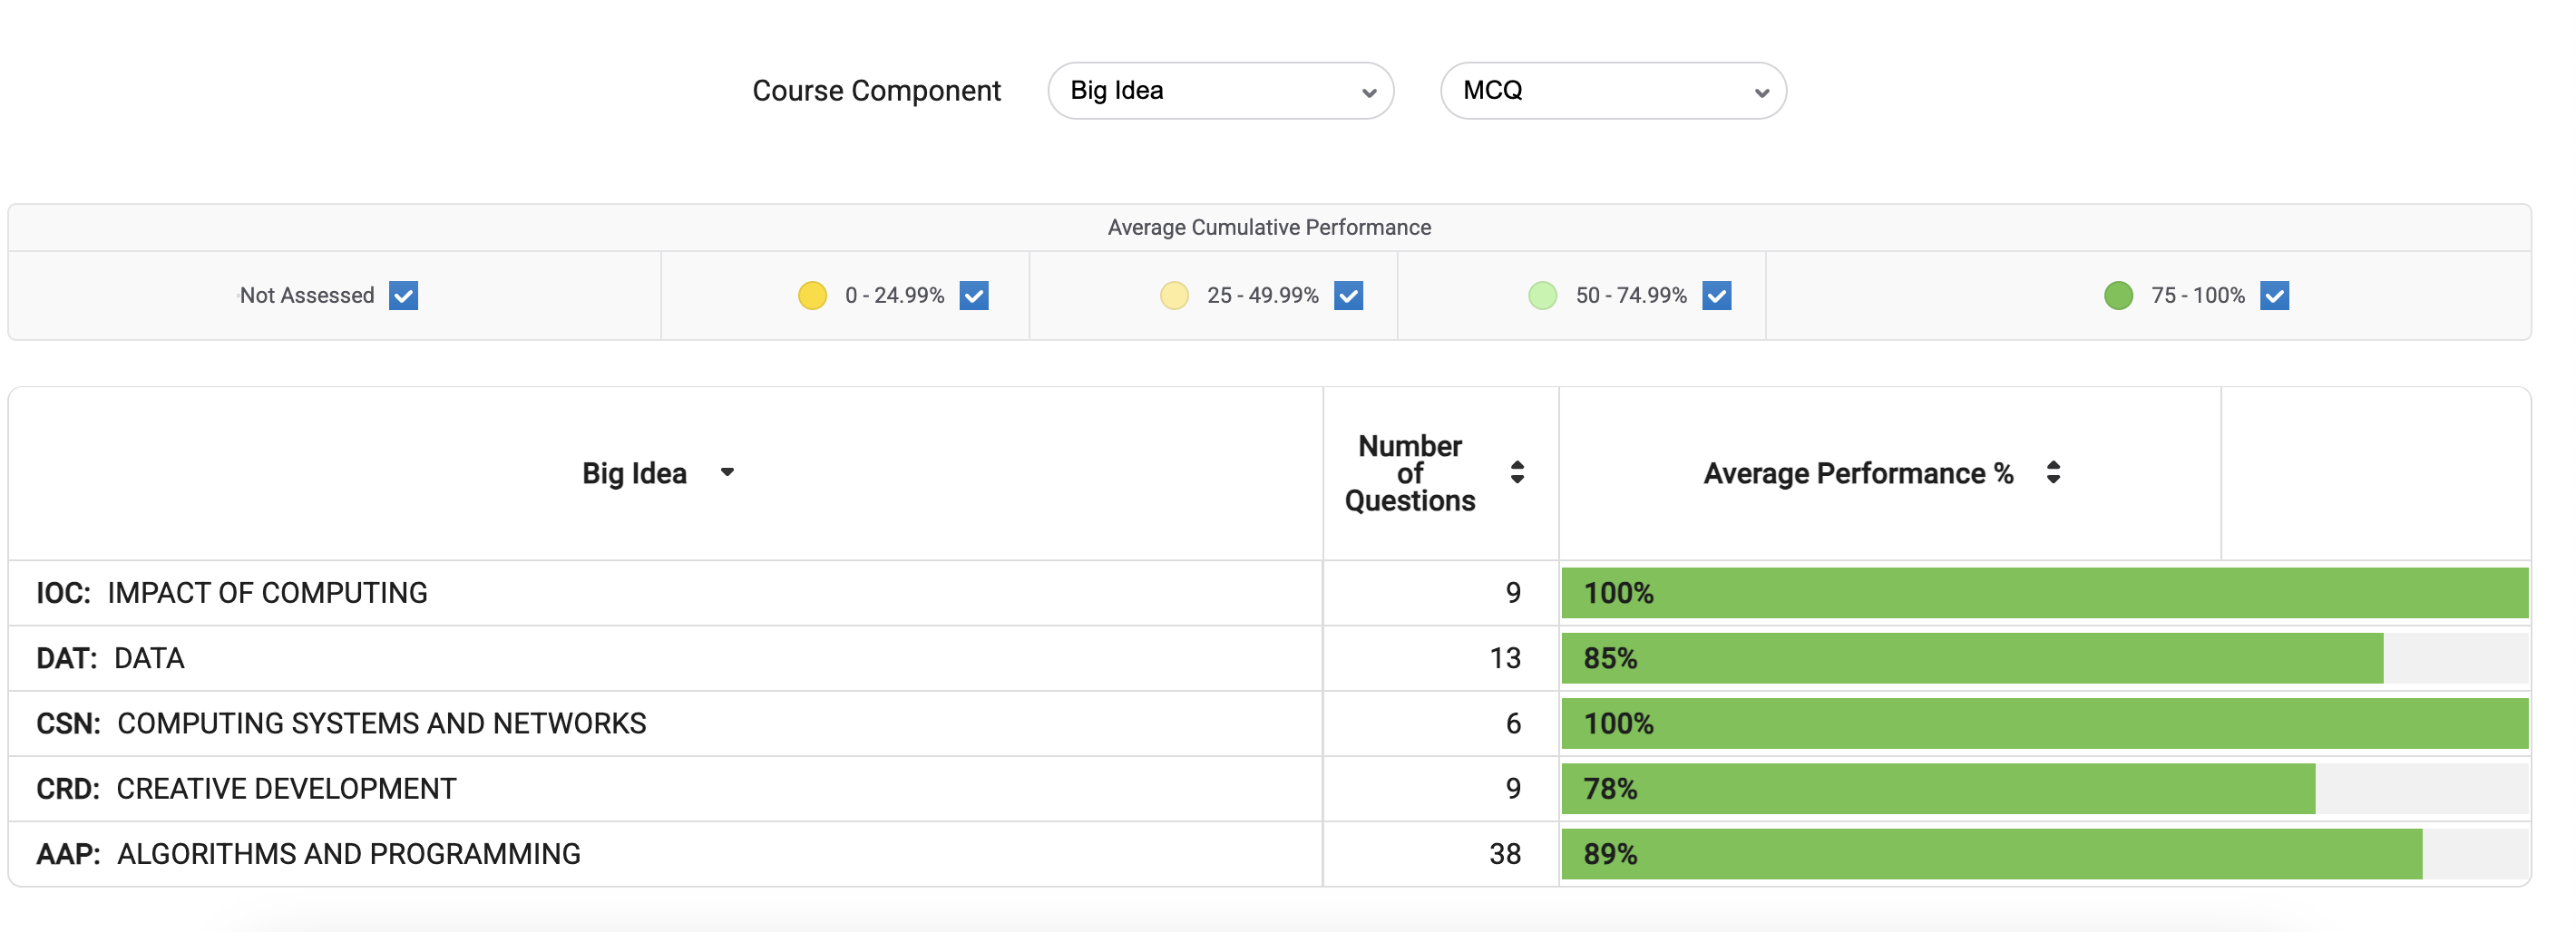 Course Component Big Idea MCQ
Average Cumulative Performance
Not Assessed 0 - 24.99% 25 - 49.99% 50 - 74.99% 75 - 100%
Big Idea Number of Questions Average Performance %
IOC: IMPACT OF COMPUTING 9 100%
DAT: DATA 13 85%
CSN: COMPUTING SYSTEMS AND NETWORKS 6 100%
CRD: CREATIVE DEVELOPMENT 9 78%
AAP: ALGORITHMS AND PROGRAMMING 38 89%